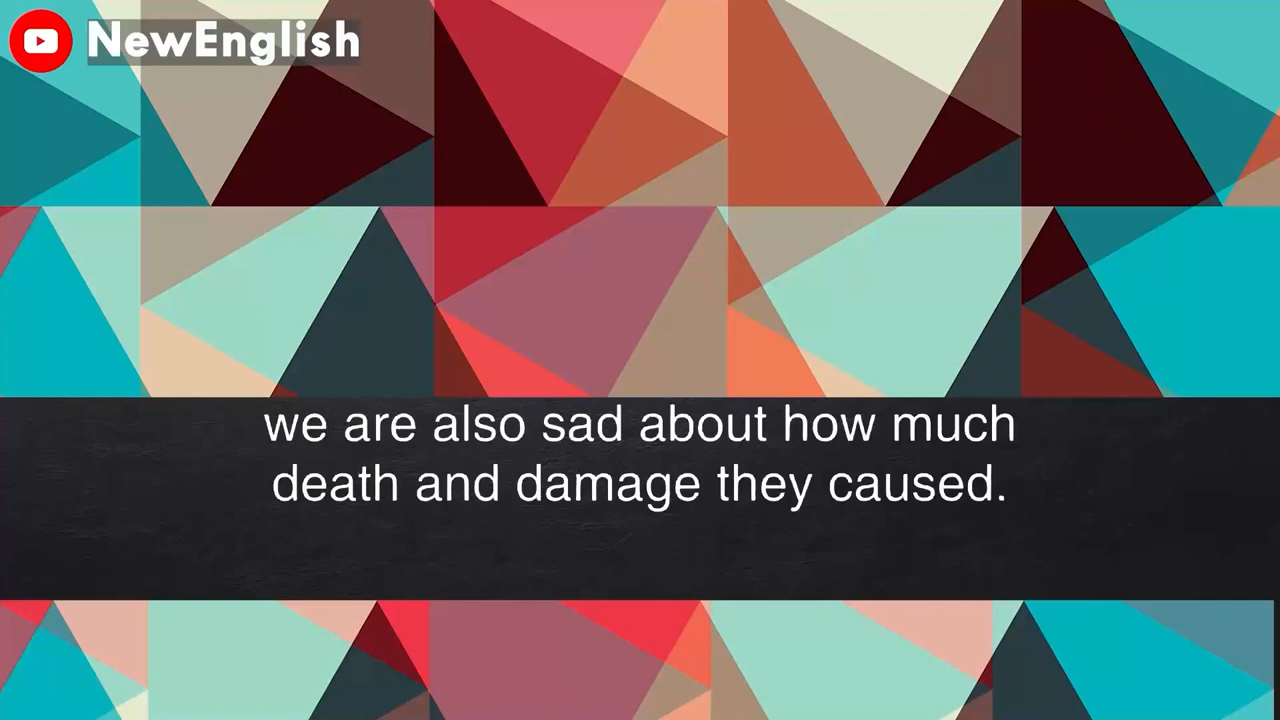 NewEnglish
we are also sad about how much
death and damage they caused.